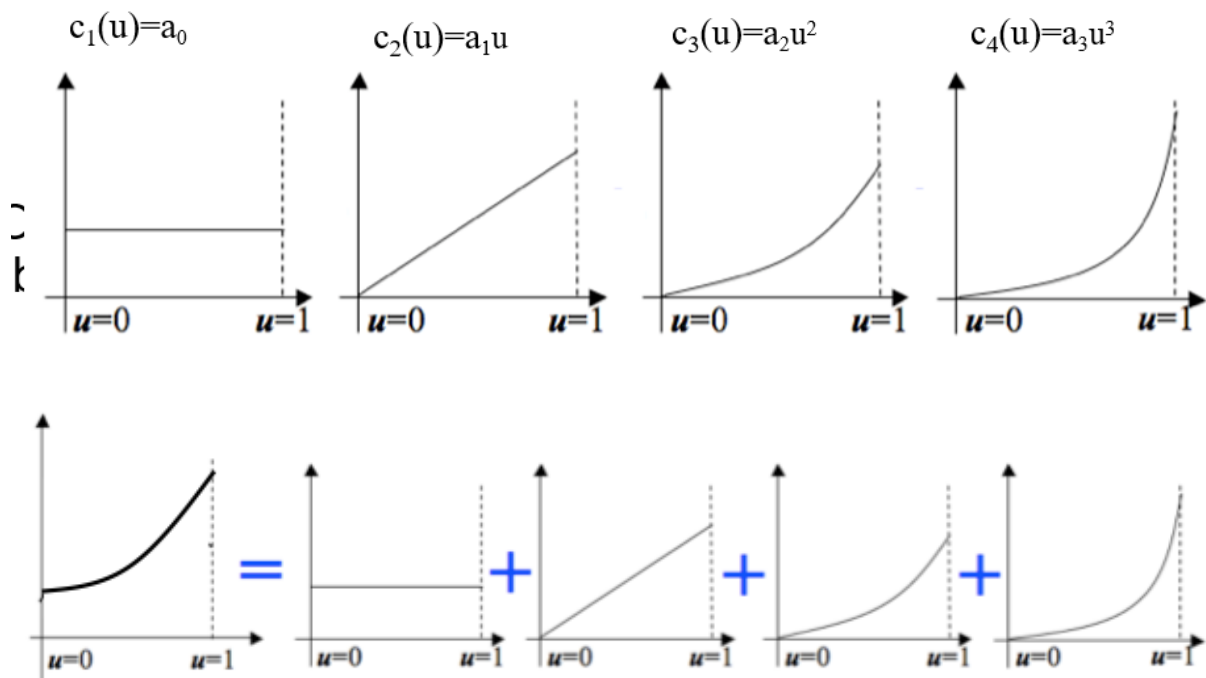 c₁(u)=a₀
c₂(u)=a₁u
c₃(u)=a₂u²
c₄(u)=a₃u³
u=0 u=1
u=0 u=1
u=0 u=1
u=0 u=1
u=0 u=1 = u=0 u=1 + u=0 u=1 + u=0 u=1 + u=0 u=1